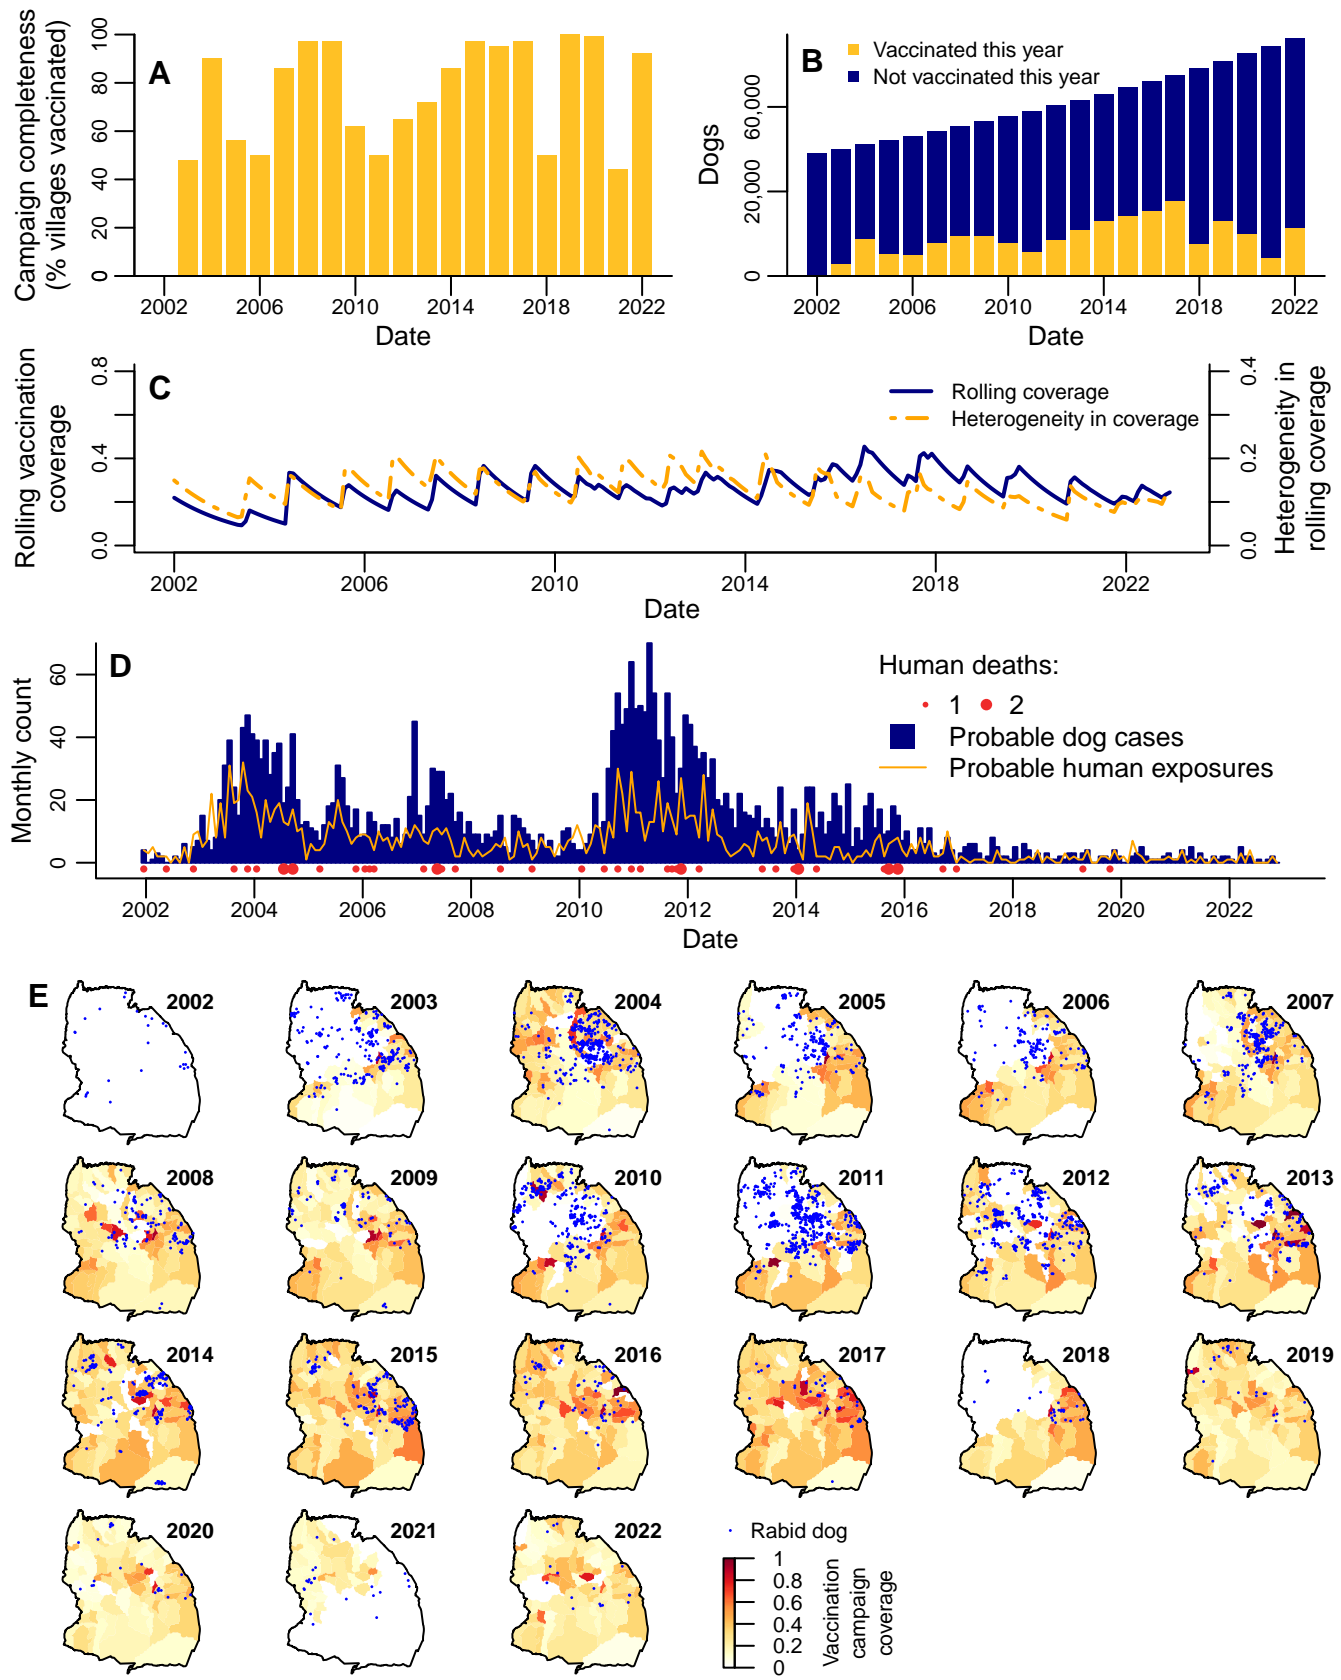 A
Campaign completeness
(% villages vaccinated)
0 20 40 60 80 100
2002 2006 2010 2014 2018 2022
Date
B
Vaccinated this year
Not vaccinated this year
Dogs
0 20,000 60,000
2002 2006 2010 2014 2018 2022
Date
C
Rolling vaccination
coverage
0.0 0.4 0.8
Rolling coverage
Heterogeneity in coverage
0.0 0.2 0.4
Heterogeneity in
rolling coverage
2002 2006 2010 2014 2018 2022
Date
D
Monthly count
0 20 40 60
Human deaths:
1 2
Probable dog cases
Probable human exposures
2002 2004 2006 2008 2010 2012 2014 2016 2018 2020 2022
Date
E
2002 2003 2004 2005 2006 2007
2008 2009 2010 2011 2012 2013
2014 2015 2016 2017 2018 2019
2020 2021 2022
Rabid dog
1
0.8
0.6
0.4
0.2
0
Vaccination
campaign
coverage